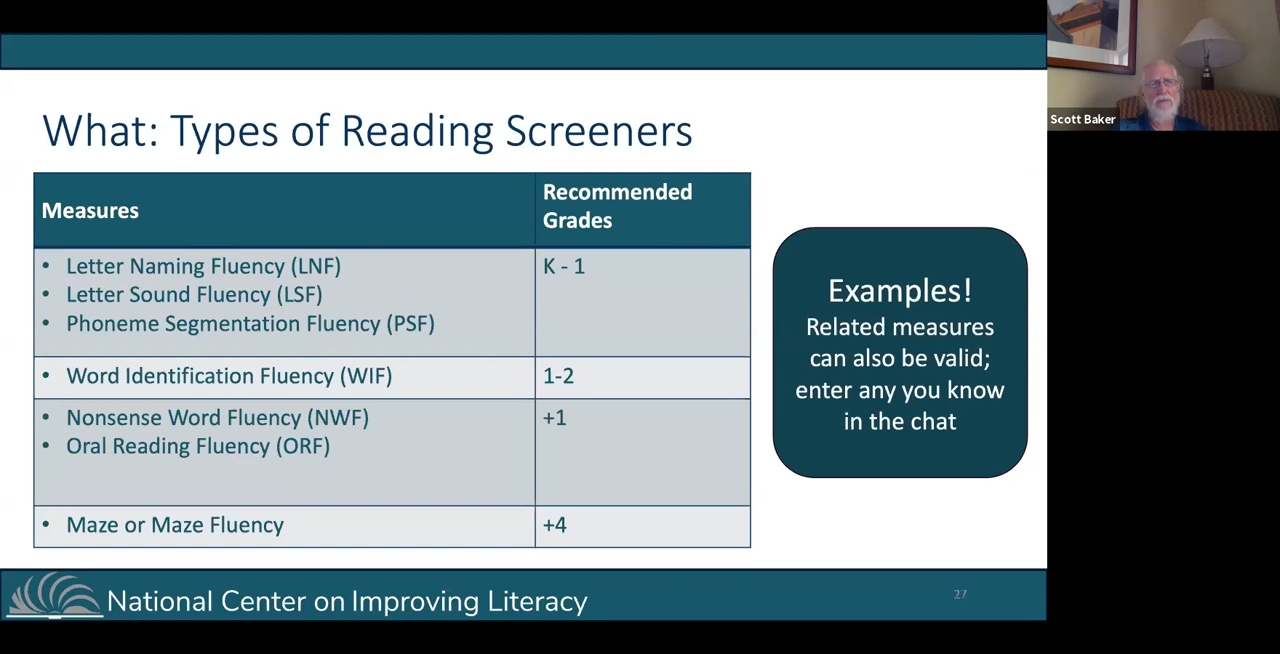 What: Types of Reading Screeners
Measures
Recommended
Grades
• Letter Naming Fluency (LNF)
• Letter Sound Fluency (LSF)
• Phoneme Segmentation Fluency (PSF)
K - 1
• Word Identification Fluency (WIF)
1-2
• Nonsense Word Fluency (NWF)
• Oral Reading Fluency (ORF)
+1
• Maze or Maze Fluency
+4
Examples!
Related measures
can also be valid;
enter any you know
in the chat
National Center on Improving Literacy
27
Scott Baker